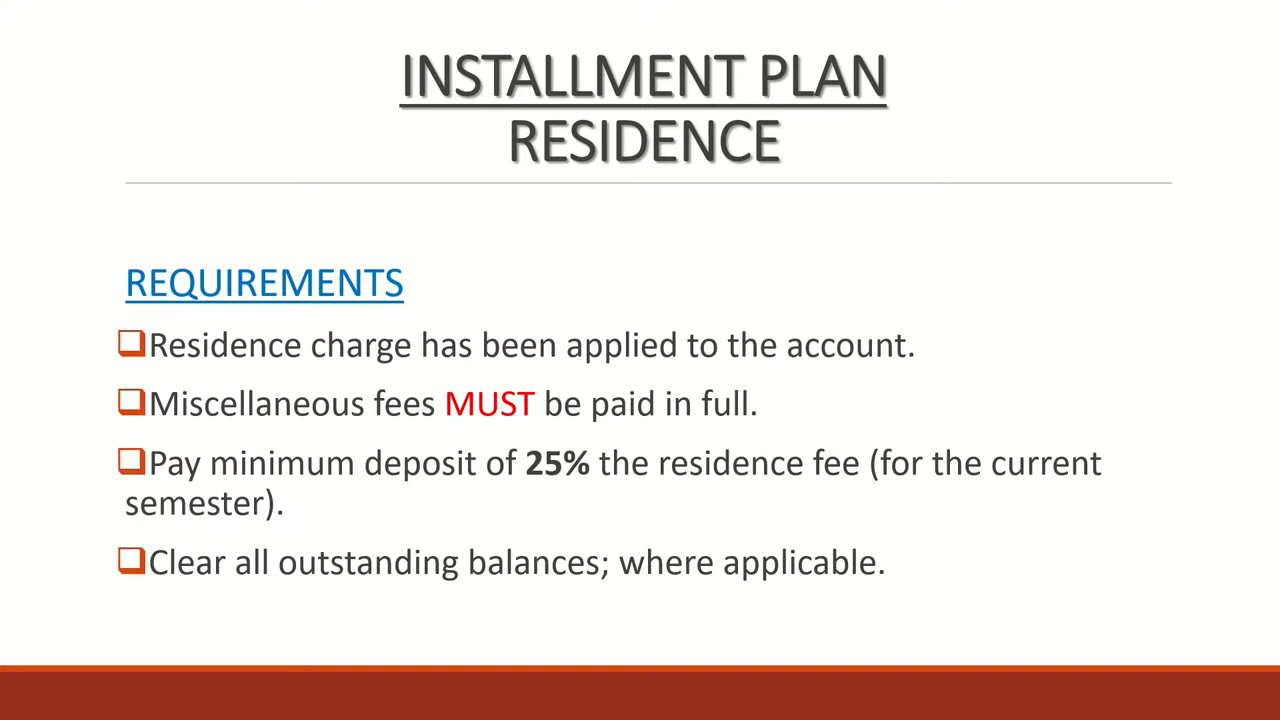 INSTALLMENT PLAN
RESIDENCE
REQUIREMENTS
Residence charge has been applied to the account.
Miscellaneous fees MUST be paid in full.
Pay minimum deposit of 25% the residence fee (for the current
semester).
Clear all outstanding balances; where applicable.